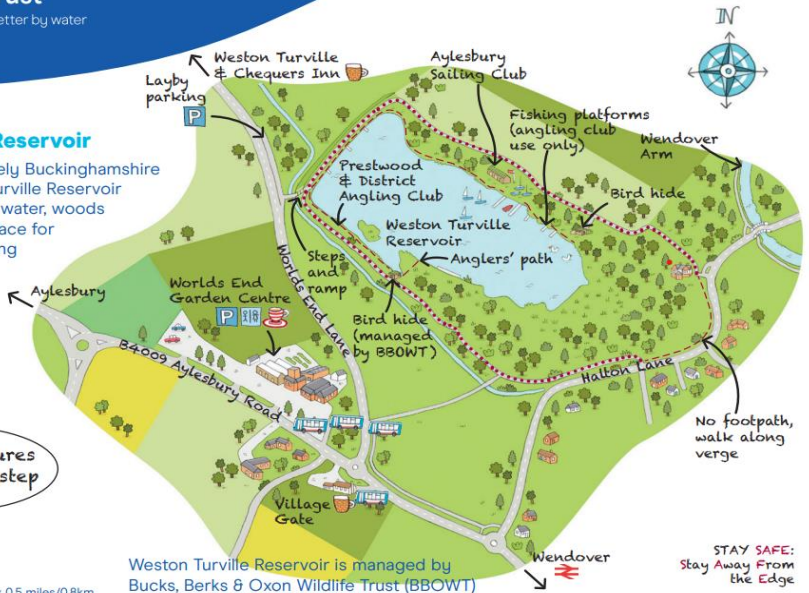 etter by water
N
Weston Turville
& Chequers Inn
Aylesbury
Sailing Club
Layby
parking
P
Fishing platforms
(angling club
use only)
Wendover
Arm
Reservoir
ely Buckinghamshire
urville Reservoir
water, woods
ace for
ng
Prestwood
& District
Angling Club
Bird hide
Weston Turville
Reservoir
Steps
and
ramp
Anglers' path
Worlds End Lane
Aylesbury
Worlds End
Garden Centre
P
Bird hide
(managed
by BBOWT)
B4009 Aylesbury Road
Halton Lane
No footpath,
walk along
verge
ures
step
Village
Gate
Wendover
STAY SAFE:
Stay Away From
the Edge
Weston Turville Reservoir is managed by
Bucks, Berks & Oxon Wildlife Trust (BBOWT)
0.5 miles/0.8km